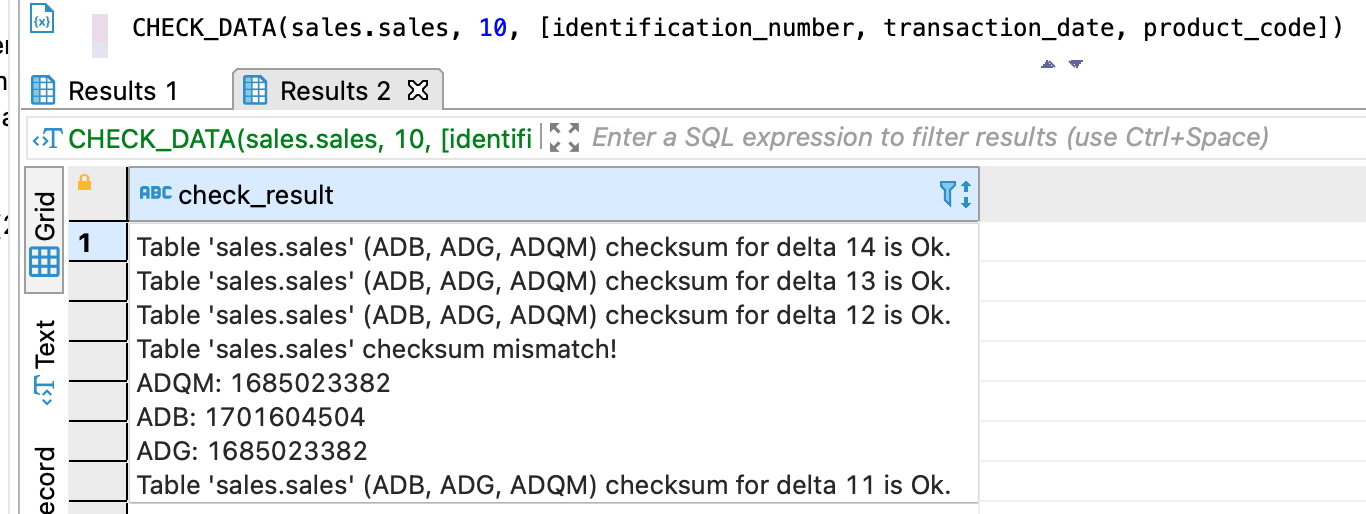 CHECK_DATA(sales.sales, 10, [identification_number, transaction_date, product_code])
Results 1
Results 2
CHECK_DATA(sales.sales, 10, [identifi
Enter a SQL expression to filter results (use Ctrl+Space)
Grid
Text
ABC check_result
1
Table 'sales.sales' (ADB, ADG, ADQM) checksum for delta 14 is Ok.
Table 'sales.sales' (ADB, ADG, ADQM) checksum for delta 13 is Ok.
Table 'sales.sales' (ADB, ADG, ADQM) checksum for delta 12 is Ok.
Table 'sales.sales' checksum mismatch!
ADQM: 1685023382
ADB: 1701604504
ADG: 1685023382
Table 'sales.sales' (ADB, ADG, ADQM) checksum for delta 11 is Ok.
ecord